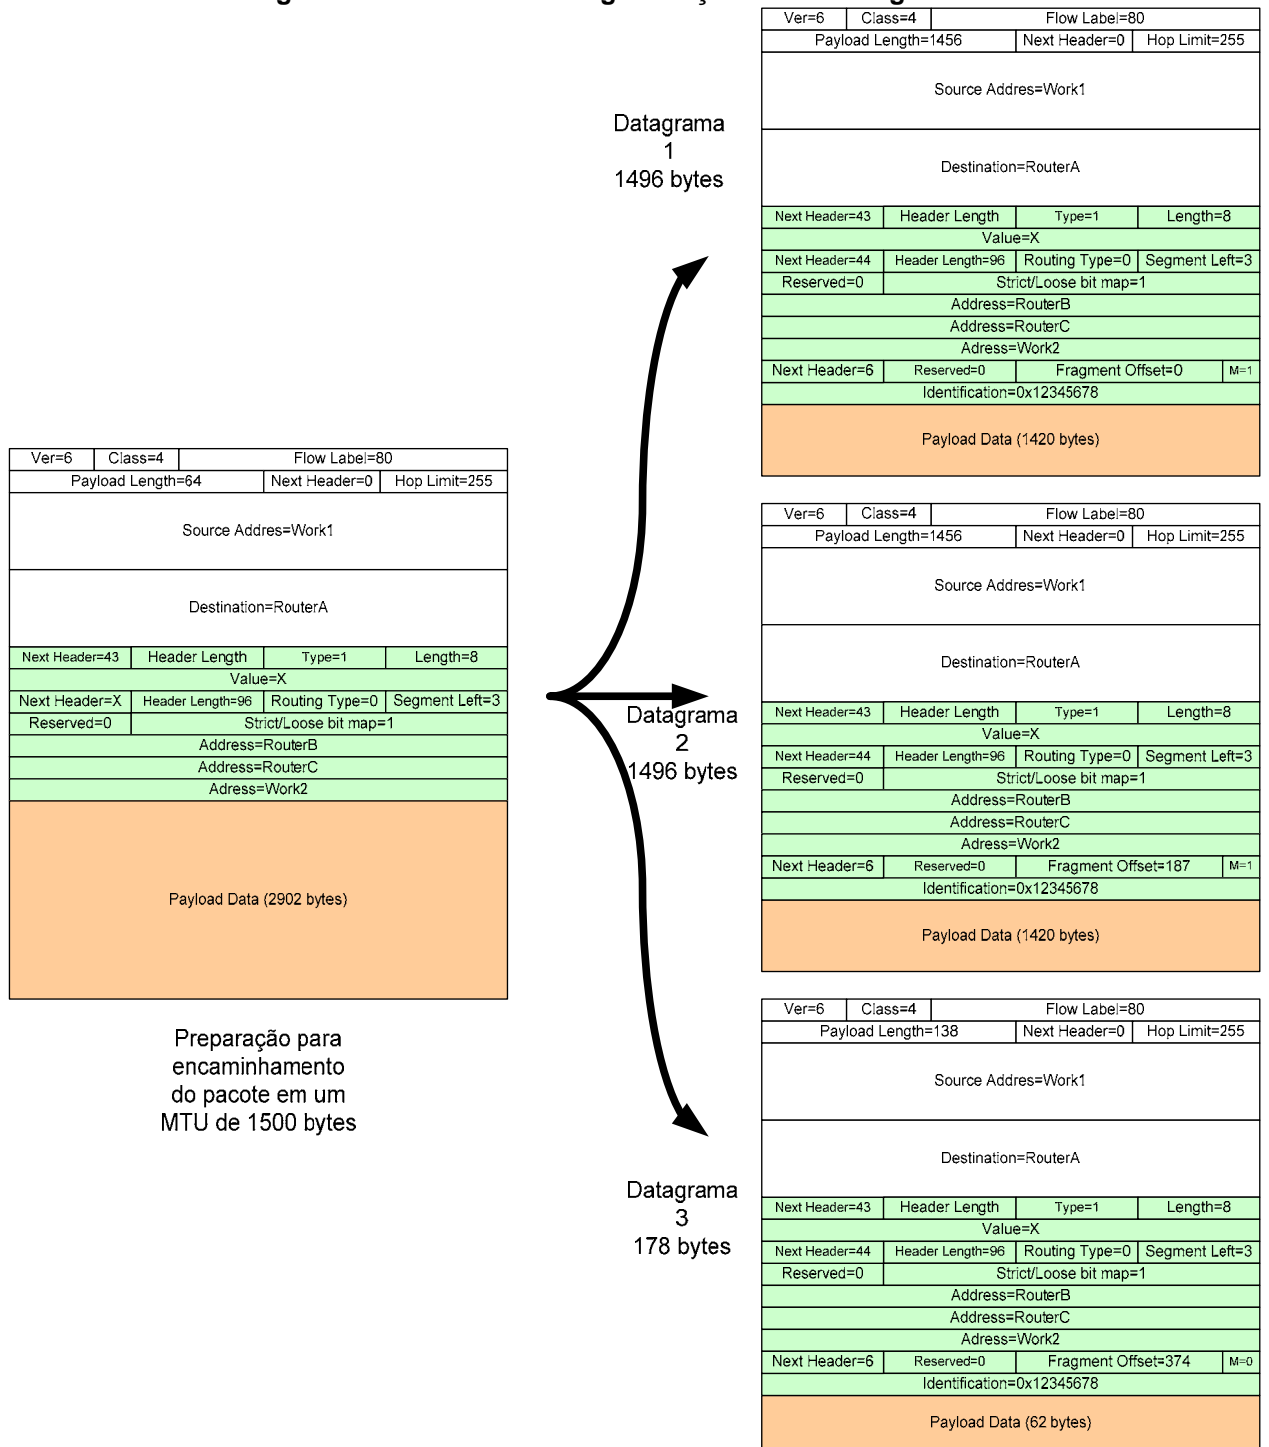 Ver=6 Class=4 Flow Label=80
Payload Length=1456 Next Header=0 Hop Limit=255
Source Addres=Work1
Destination=RouterA
Next Header=43 Header Length Type=1 Length=8
Value=X
Next Header=44 Header Length=96 Routing Type=0 Segment Left=3
Reserved=0 Strict/Loose bit map=1
Address=RouterB
Address=RouterC
Adress=Work2
Next Header=6 Reserved=0 Fragment Offset=0 M=1
Identification=0x12345678
Payload Data (1420 bytes)
Datagrama
1
1496 bytes
Ver=6 Class=4 Flow Label=80
Payload Length=64 Next Header=0 Hop Limit=255
Source Addres=Work1
Destination=RouterA
Next Header=43 Header Length Type=1 Length=8
Value=X
Next Header=X Header Length=96 Routing Type=0 Segment Left=3
Reserved=0 Strict/Loose bit map=1
Address=RouterB
Address=RouterC
Adress=Work2
Payload Data (2902 bytes)
Preparação para
encaminhamento
do pacote em um
MTU de 1500 bytes
Datagrama
2
1496 bytes
Ver=6 Class=4 Flow Label=80
Payload Length=1456 Next Header=0 Hop Limit=255
Source Addres=Work1
Destination=RouterA
Next Header=43 Header Length Type=1 Length=8
Value=X
Next Header=44 Header Length=96 Routing Type=0 Segment Left=3
Reserved=0 Strict/Loose bit map=1
Address=RouterB
Address=RouterC
Adress=Work2
Next Header=6 Reserved=0 Fragment Offset=187 M=1
Identification=0x12345678
Payload Data (1420 bytes)
Datagrama
3
178 bytes
Ver=6 Class=4 Flow Label=80
Payload Length=138 Next Header=0 Hop Limit=255
Source Addres=Work1
Destination=RouterA
Next Header=43 Header Length Type=1 Length=8
Value=X
Next Header=44 Header Length=96 Routing Type=0 Segment Left=3
Reserved=0 Strict/Loose bit map=1
Address=RouterB
Address=RouterC
Adress=Work2
Next Header=6 Reserved=0 Fragment Offset=374 M=0
Identification=0x12345678
Payload Data (62 bytes)